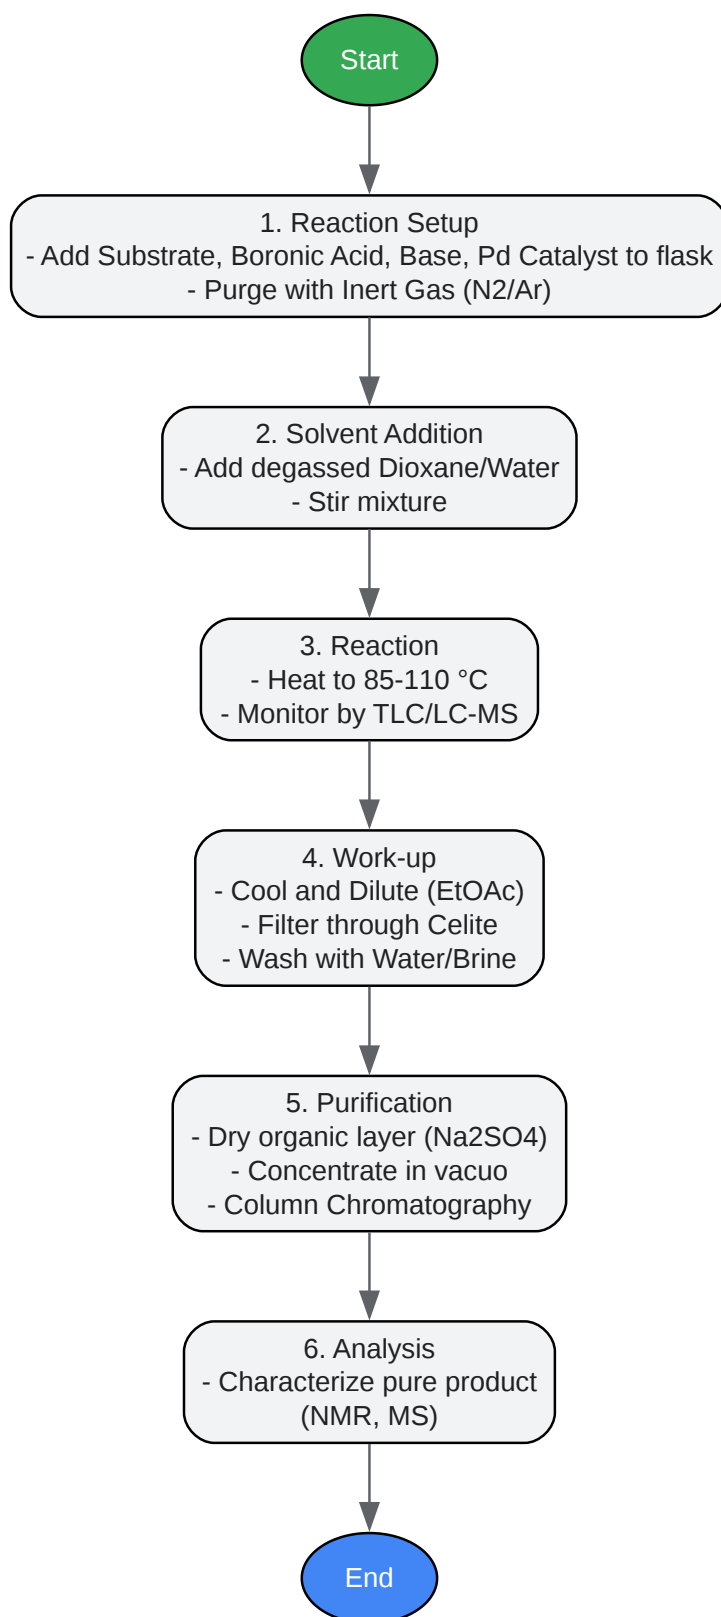 Start
1. Reaction Setup
- Add Substrate, Boronic Acid, Base, Pd Catalyst to flask
- Purge with Inert Gas (N2/Ar)
2. Solvent Addition
- Add degassed Dioxane/Water
- Stir mixture
3. Reaction
- Heat to 85-110 °C
- Monitor by TLC/LC-MS
4. Work-up
- Cool and Dilute (EtOAc)
- Filter through Celite
- Wash with Water/Brine
5. Purification
- Dry organic layer (Na2SO4)
- Concentrate in vacuo
- Column Chromatography
6. Analysis
- Characterize pure product
(NMR, MS)
End